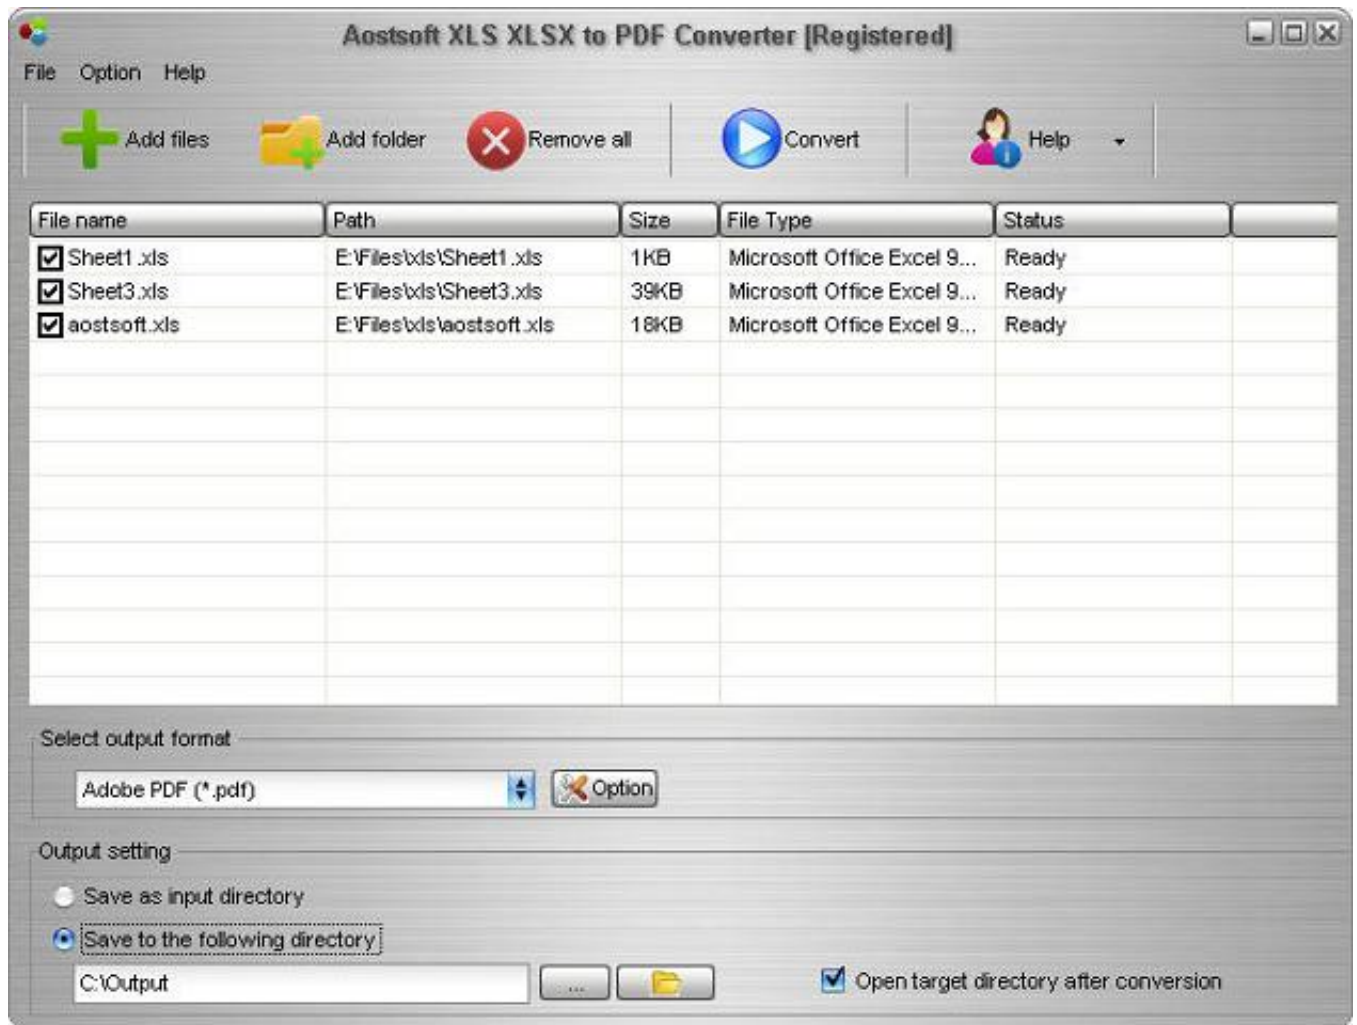 Aostsoft XLS XLSX to PDF Converter [Registered]
File Option Help
Add files Add folder Remove all Convert Help
File name Path Size File Type Status
Sheet1.xls E:\Files\xls\Sheet1.xls 1KB Microsoft Office Excel 9... Ready
Sheet3.xls E:\Files\xls\Sheet3.xls 39KB Microsoft Office Excel 9... Ready
aostsoft.xls E:\Files\xls\aostsoft.xls 18KB Microsoft Office Excel 9... Ready
Select output format
Adobe PDF (*.pdf) Option
Output setting
Save as input directory
Save to the following directory
C:\Output ... Open target directory after conversion